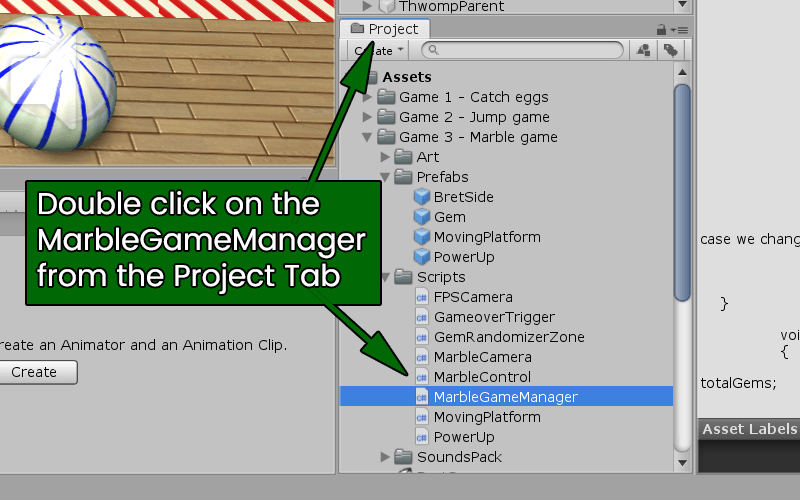 ThwompParent
Project
Create
Assets
Game 1 - Catch eggs
Game 2 - Jump game
Game 3 - Marble game
Art
Prefabs
BretSide
Gem
MovingPlatform
PowerUp
Scripts
FPSCamera
GameoverTrigger
GemRandomizerZone
MarbleCamera
MarbleControl
MarbleGameManager
MovingPlatform
PowerUp
SoundsPack
Double click on the
MarbleGameManager
from the Project Tab
reate an Animator and an Animation Clip.
Create
case we chang
}
voi
{
totalGems;
Asset Labels